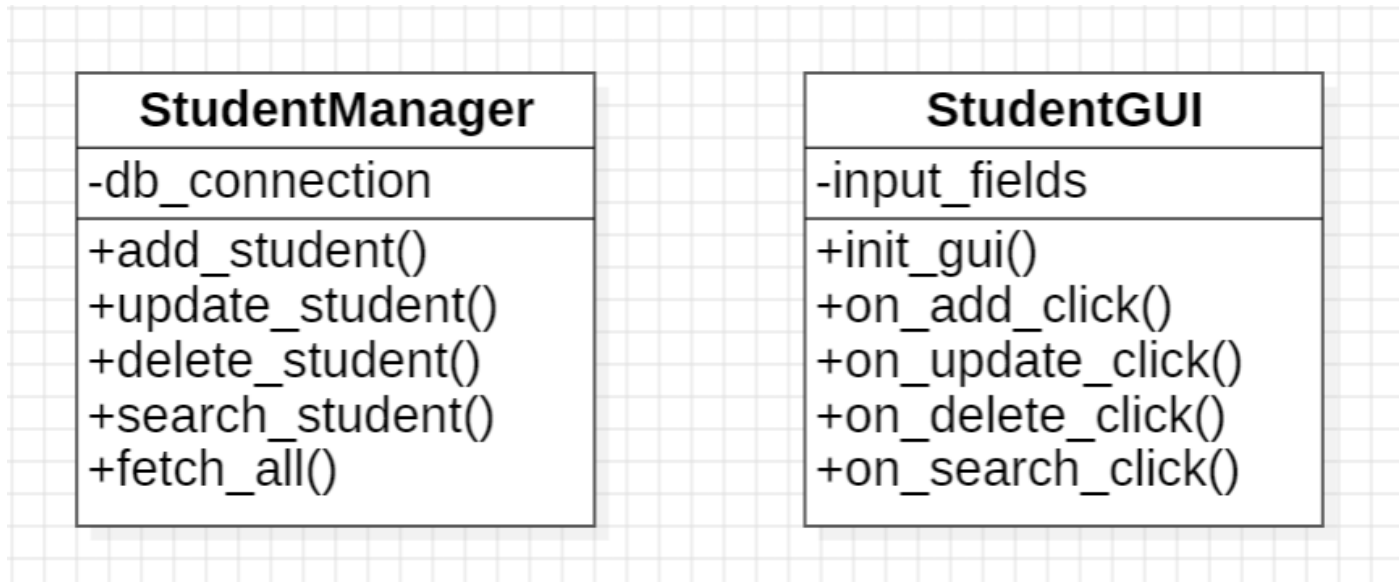 StudentManager
-db_connection
+add_student()
+update_student()
+delete_student()
+search_student()
+fetch_all()
StudentGUI
-input_fields
+init_gui()
+on_add_click()
+on_update_click()
+on_delete_click()
+on_search_click()